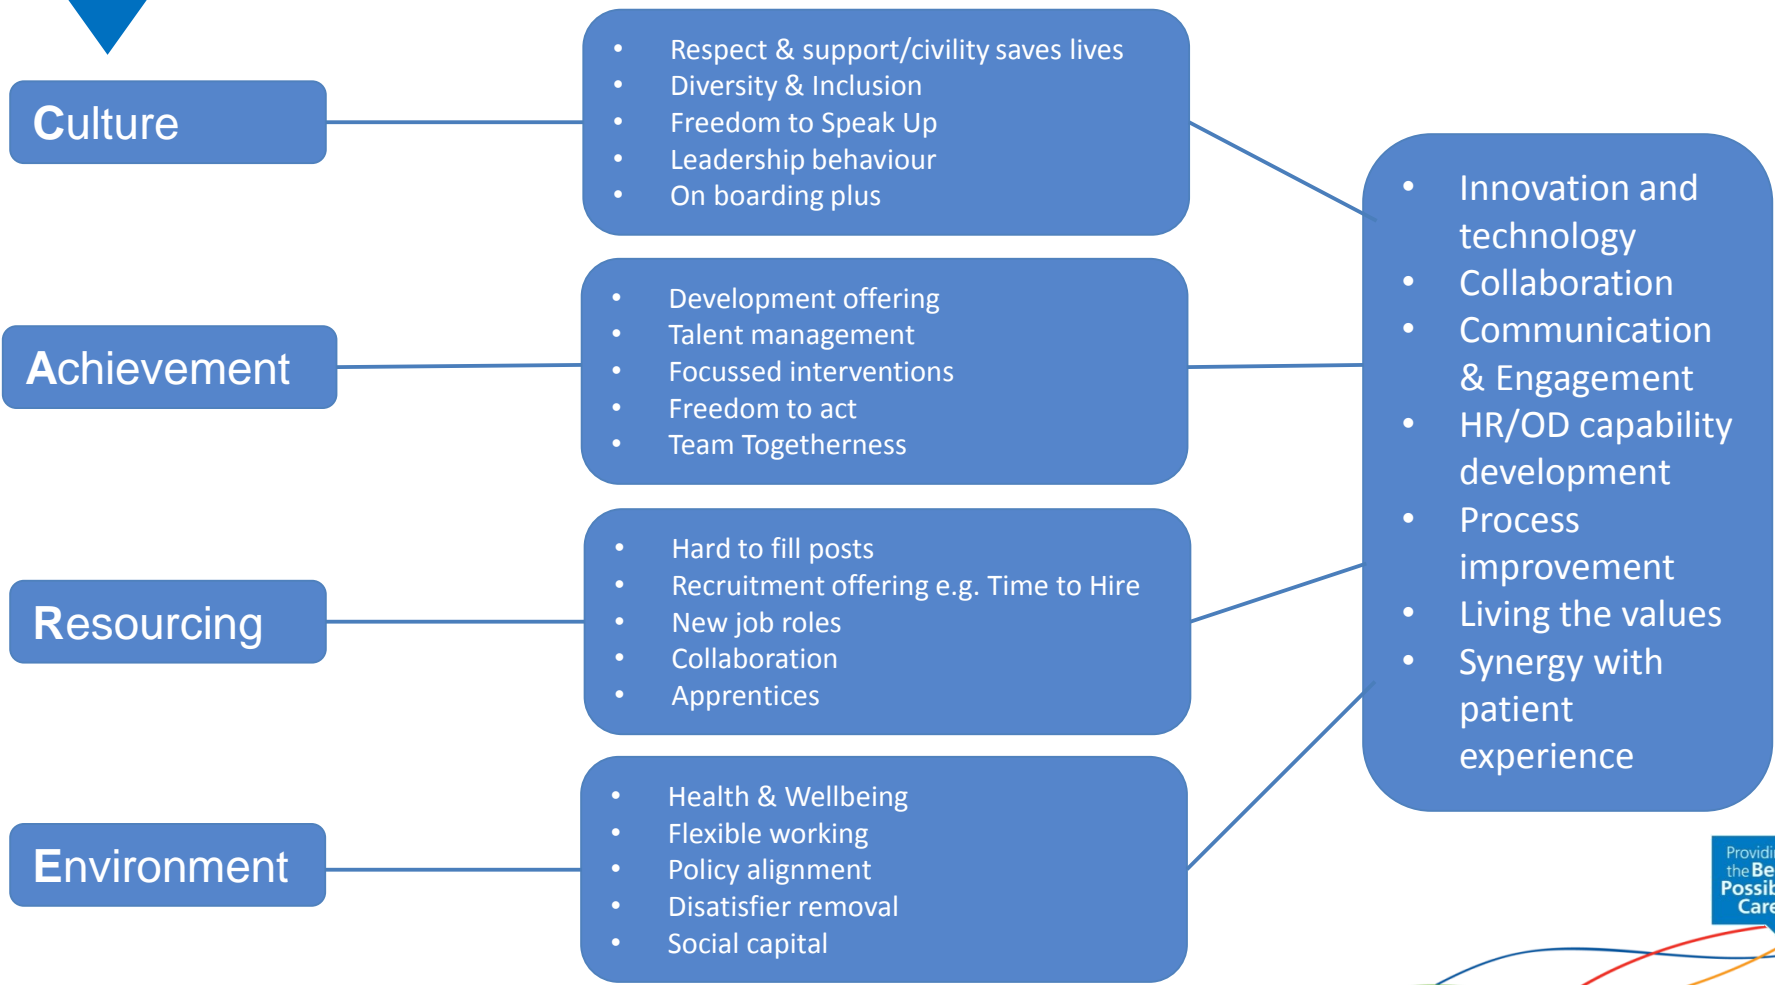 Culture
• Respect & support/civility saves lives
• Diversity & Inclusion
• Freedom to Speak Up
• Leadership behaviour
• On boarding plus
Achievement
• Development offering
• Talent management
• Focussed interventions
• Freedom to act
• Team Togetherness
Resourcing
• Hard to fill posts
• Recruitment offering e.g. Time to Hire
• New job roles
• Collaboration
• Apprentices
Environment
• Health & Wellbeing
• Flexible working
• Policy alignment
• Disatisfier removal
• Social capital
• Innovation and
technology
• Collaboration
• Communication
& Engagement
• HR/OD capability
development
• Process
improvement
• Living the values
• Synergy with
patient
experience
the
Care